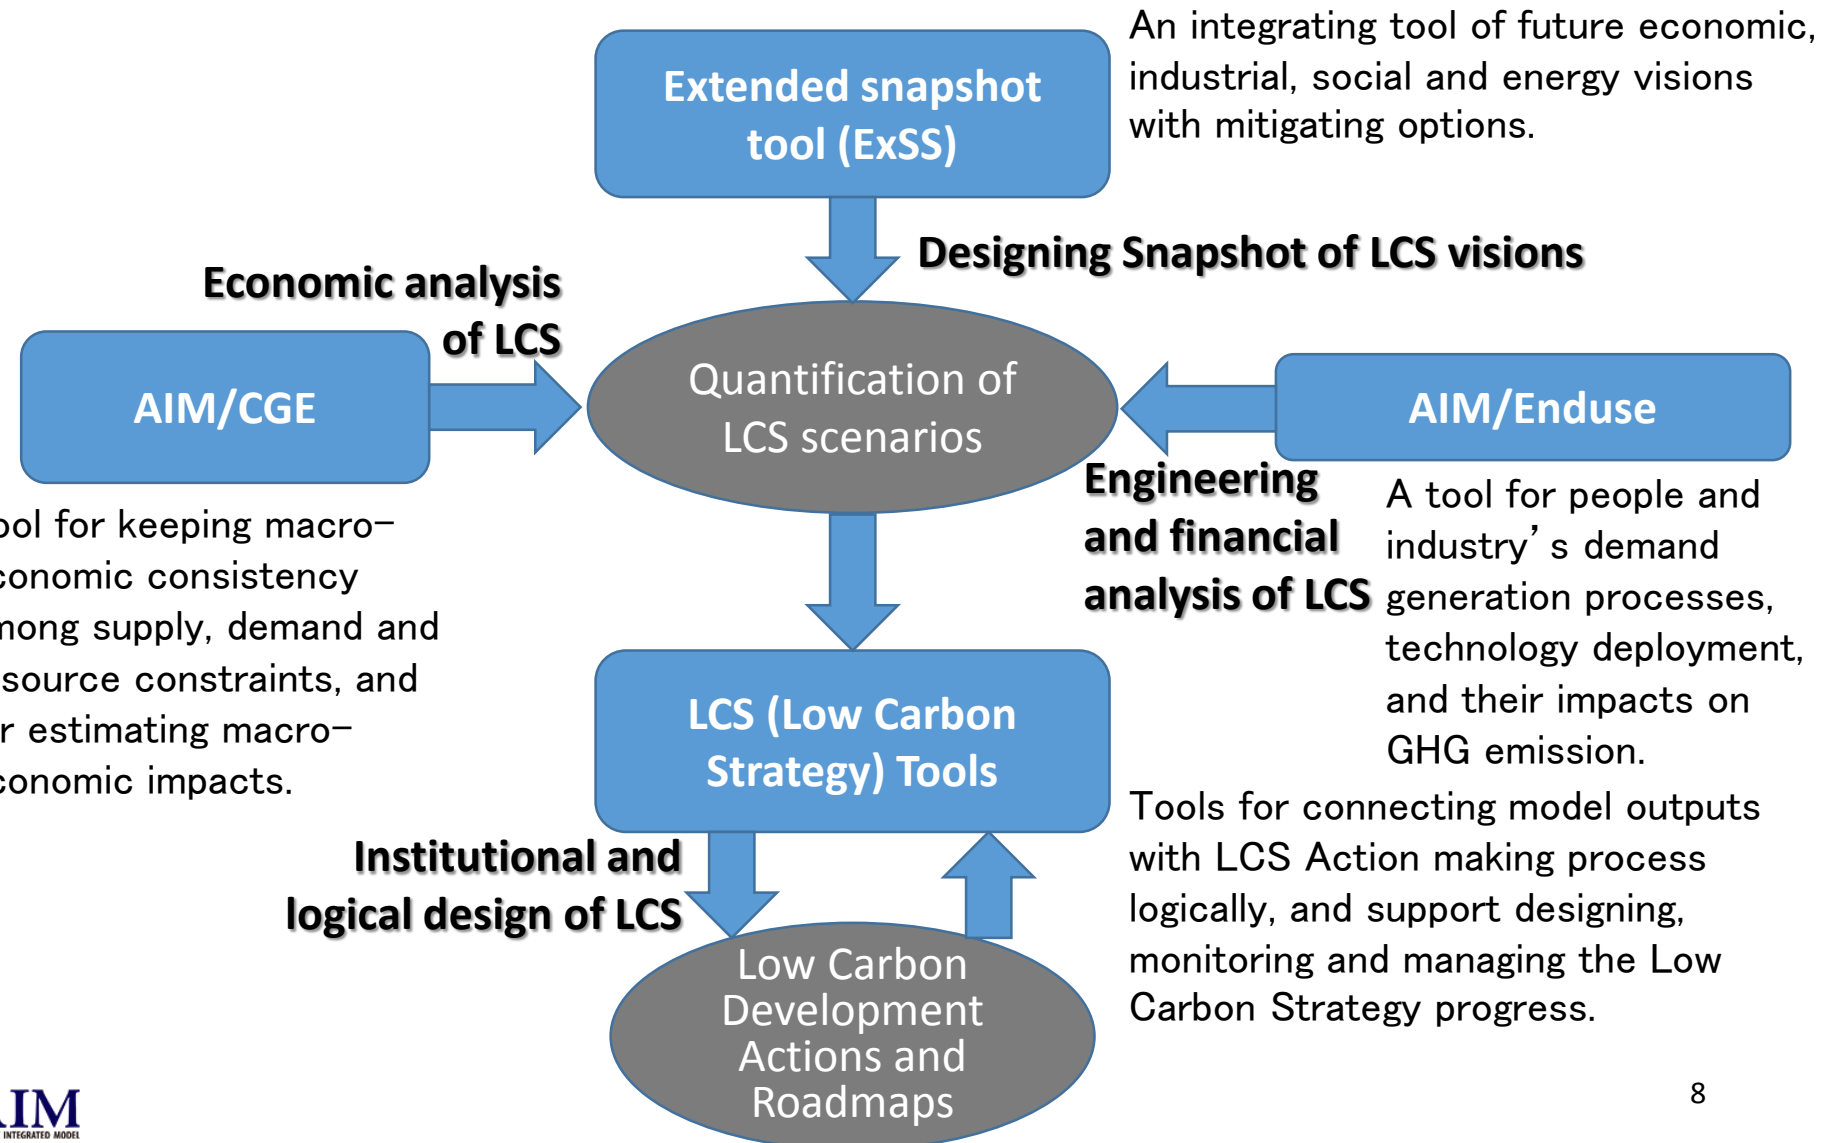 An integrating tool of future economic,
industrial, social and energy visions
with mitigating options.
Extended snapshot
tool (ExSS)
Designing Snapshot of LCS visions
Economic analysis
of LCS
AIM/CGE
Quantification of
LCS scenarios
AIM/Enduse
Engineering
and financial
analysis of LCS
A tool for people and
industry’s demand
generation processes,
technology deployment,
and their impacts on
GHG emission.
ool for keeping macro-
conomic consistency
mong supply, demand and
source constraints, and
r estimating macro-
conomic impacts.
LCS (Low Carbon
Strategy) Tools
Tools for connecting model outputs
with LCS Action making process
logically, and support designing,
monitoring and managing the Low
Carbon Strategy progress.
Institutional and
logical design of LCS
Low Carbon
Development
Actions and
Roadmaps
AIM
INTEGRATED MODEL
8